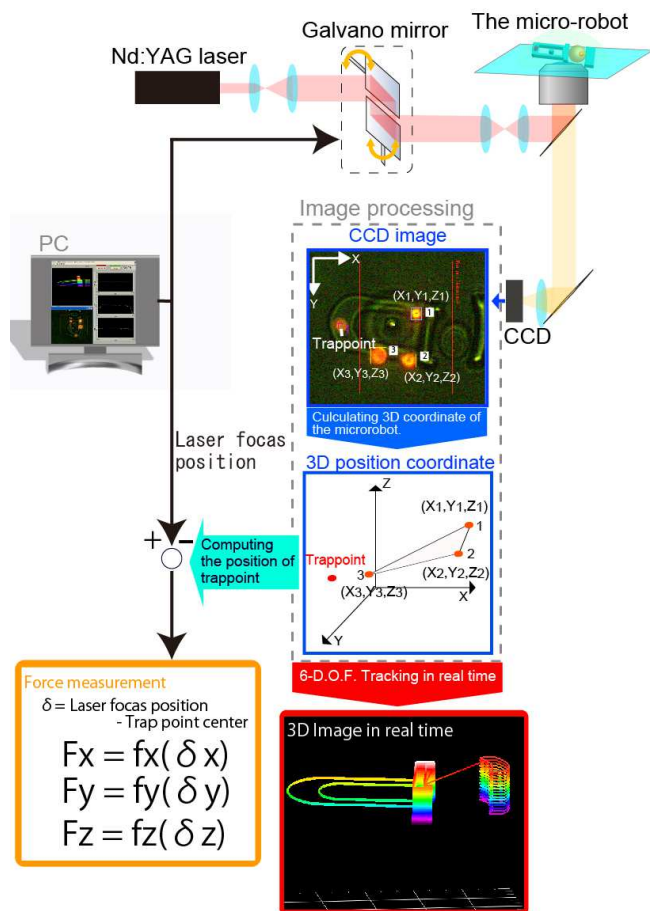 The micro-robot
Galvano mirror
Nd:YAG laser
PC
Image processing
CCD image
X
Y
(X1,Y1,Z1)
1
Trappoint
3
2
(X3,Y3,Z3)
(X2,Y2,Z2)
CCD
Culculating 3D coordinate of
the microrobot.
Laser focas
position
3D position coordinate
Z
(X1,Y1,Z1)
1
2
Trappoint
3
(X2,Y2,Z2)
(X3,Y3,Z3)
X
Y
+
−
Computing
the position of
trappoint
6-D.O.F. Tracking in real time
Force measurement
δ = Laser focas position
- Trap point center
Fx = fx(δ x)
Fy = fy(δ y)
Fz = fz(δ z)
3D Image in real time